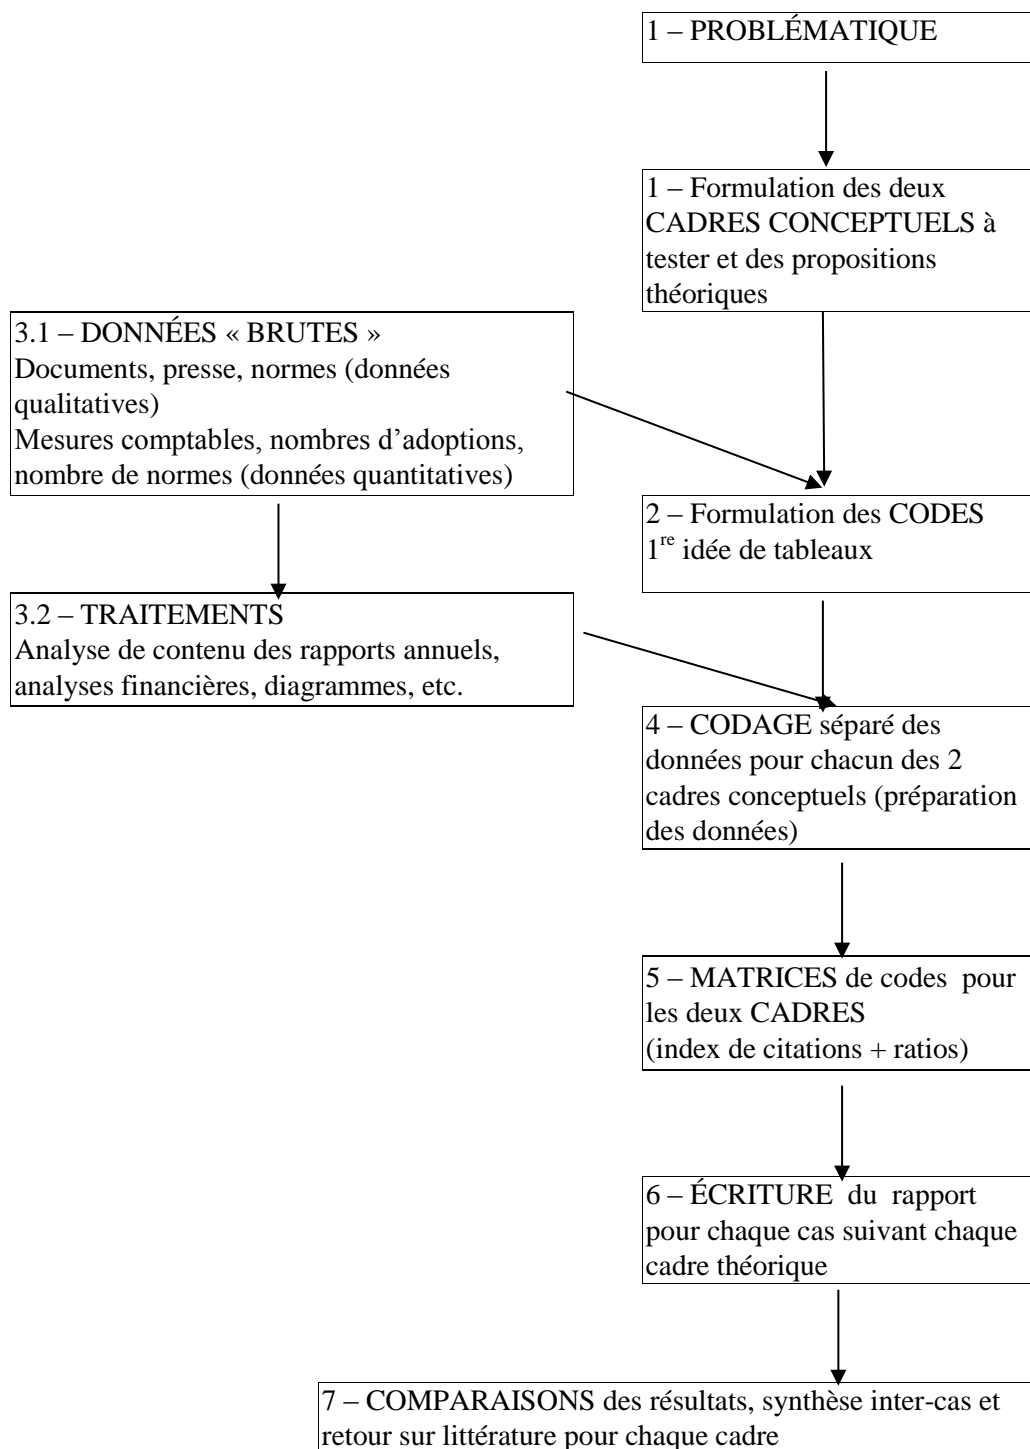 1 – PROBLÉMATIQUE
1 – Formulation des deux
CADRES CONCEPTUELS à
tester et des propositions
théoriques
3.1 – DONNÉES « BRUTES »
Documents, presse, normes (données
qualitatives)
Mesures comptables, nombres d’adoptions,
nombre de normes (données quantitatives)
2 – Formulation des CODES
1re idée de tableaux
3.2 – TRAITEMENTS
Analyse de contenu des rapports annuels,
analyses financières, diagrammes, etc.
4 – CODAGE séparé des
données pour chacun des 2
cadres conceptuels (préparation
des données)
5 – MATRICES de codes pour
les deux CADRES
(index de citations + ratios)
6 – ÉCRITURE du rapport
pour chaque cas suivant chaque
cadre théorique
7 – COMPARAISONS des résultats, synthèse inter-cas et
retour sur littérature pour chaque cadre